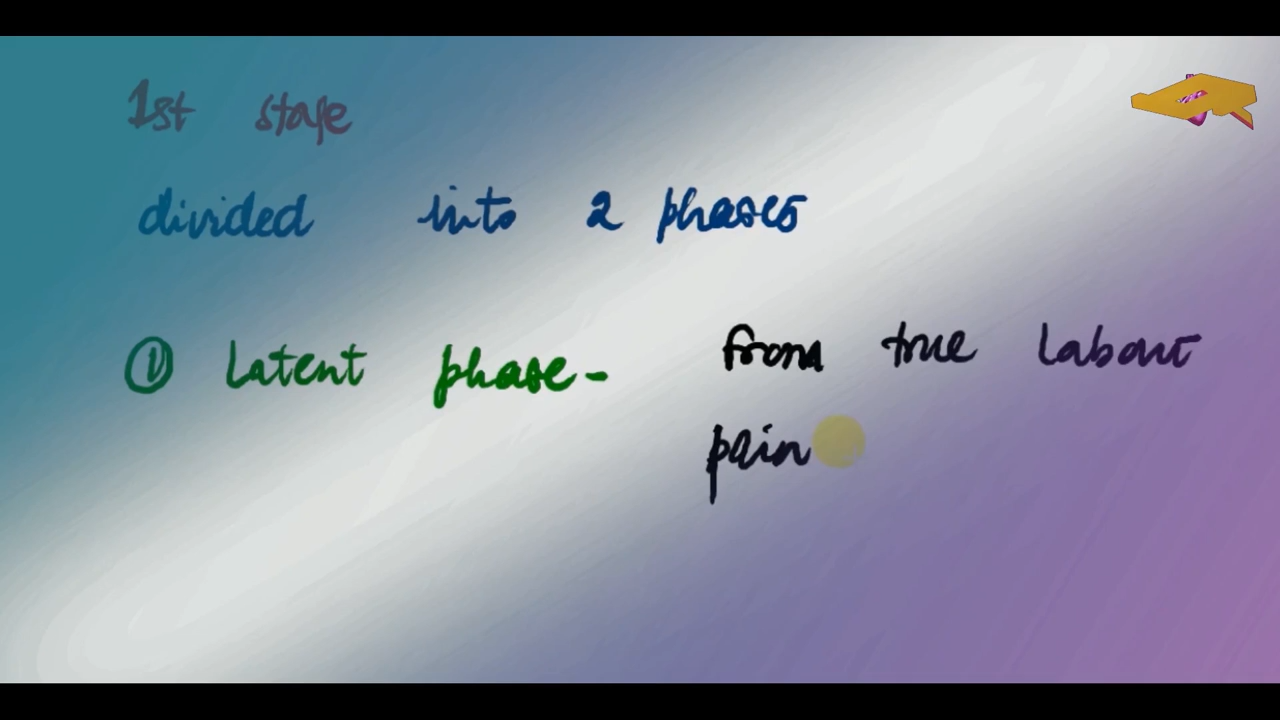 1st stage
divided into 2 phases
① Latent phase- from true Labour
pain